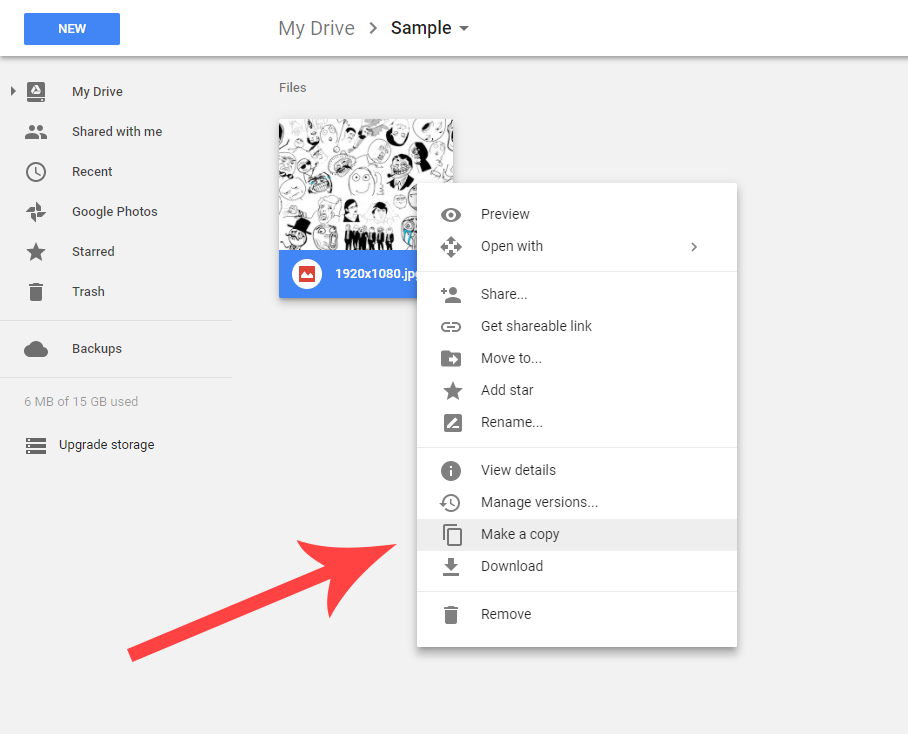 NEW
My Drive
Sample
My Drive
Shared with me
Recent
Google Photos
Starred
Trash
Backups
6 MB of 15 GB used
Upgrade storage
Files
1920x1080.jpg
Preview
Open with
Share...
Get shareable link
Move to...
Add star
Rename...
View details
Manage versions...
Make a copy
Download
Remove